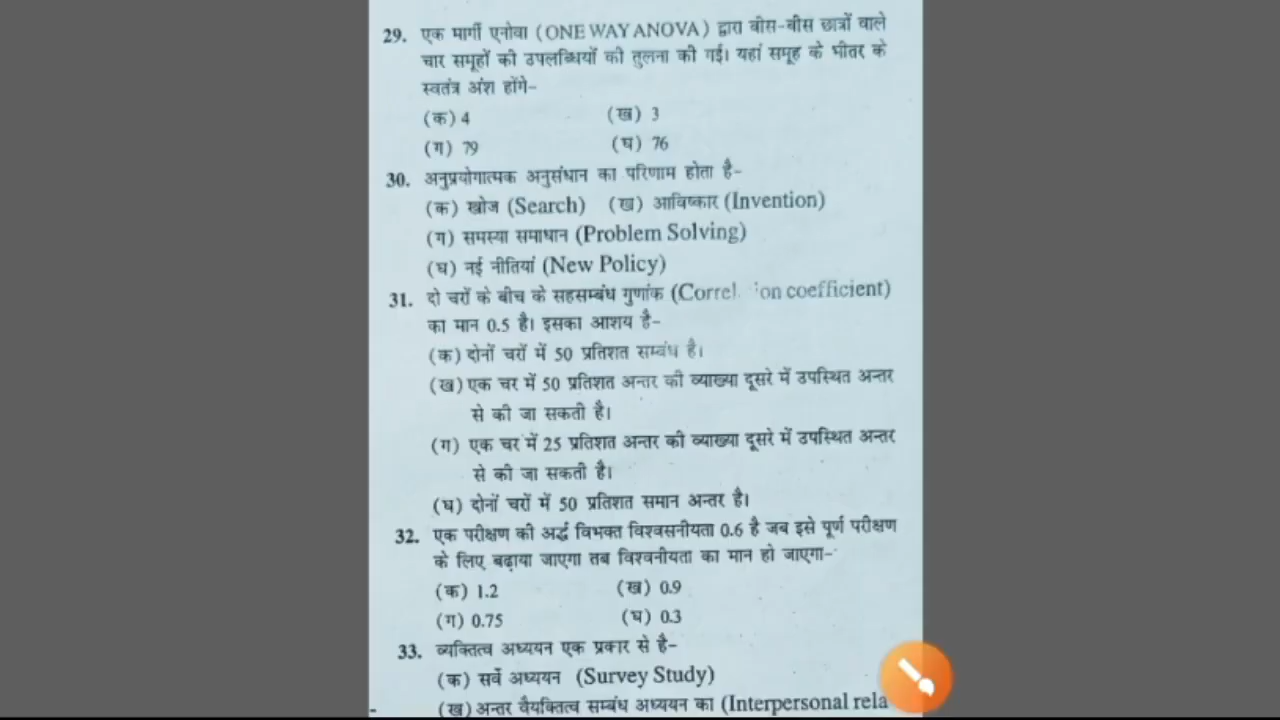 29. एक मार्गी एनोवा (ONE WAY ANOVA) द्वारा बीस-बीस छात्रों वाले
चार समूहों की उपलब्धियों की तुलना की गई। यहां समूह के भीतर के
स्वतंत्र अंश होंगे-
(क) 4 (ख) 3
(ग) 79 (घ) 76
30. अनुप्रयोगात्मक अनुसंधान का परिणाम होता है-
(क) खोज (Search) (ख) आविष्कार (Invention)
(ग) समस्या समाधान (Problem Solving)
(घ) नई नीतियां (New Policy)
31. दो चरों के बीच के सहसम्बंध गुणांक (Correl ion coefficient)
का मान 0.5 है। इसका आशय है-
(क) दोनों चरों में 50 प्रतिशत सम्बंध है।
(ख) एक चर में 50 प्रतिशत अन्तर की व्याख्या दूसरे में उपस्थित अन्तर
से की जा सकती है।
(ग) एक चर में 25 प्रतिशत अन्तर की व्याख्या दूसरे में उपस्थित अन्तर
से की जा सकती है।
(घ) दोनों चरों में 50 प्रतिशत समान अन्तर है।
32. एक परीक्षण की अर्द्ध विभक्त विश्वसनीयता 0.6 है जब इसे पूर्ण परीक्षण
के लिए बढ़ाया जाएगा तब विश्वनीयता का मान हो जाएगा-
(क) 1.2 (ख) 0.9
(ग) 0.75 (घ) 0.3
33. व्यक्तित्व अध्ययन एक प्रकार से है-
(क) सर्वे अध्ययन (Survey Study)
(ख) अन्तर वैयक्तित्व सम्बंध अध्ययन का (Interpersonal rela